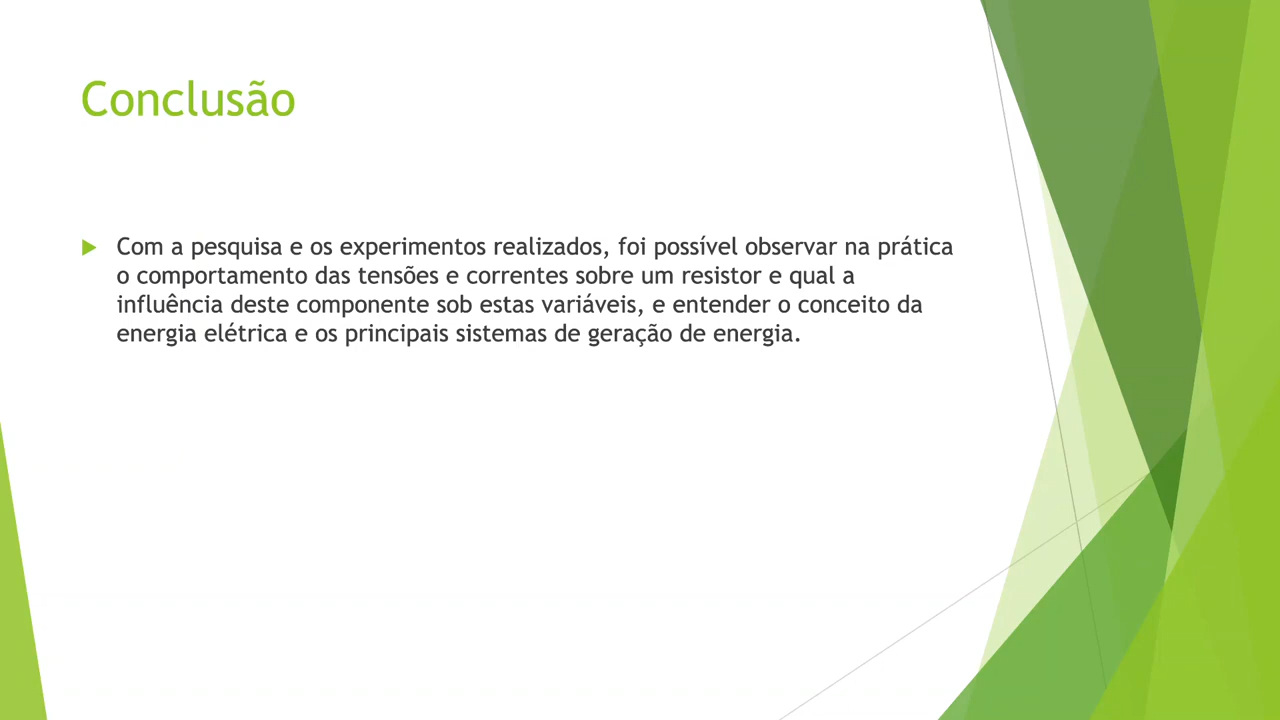 Conclusão
Com a pesquisa e os experimentos realizados, foi possível observar na prática
o comportamento das tensões e correntes sobre um resistor e qual a
influência deste componente sob estas variáveis, e entender o conceito da
energia elétrica e os principais sistemas de geração de energia.